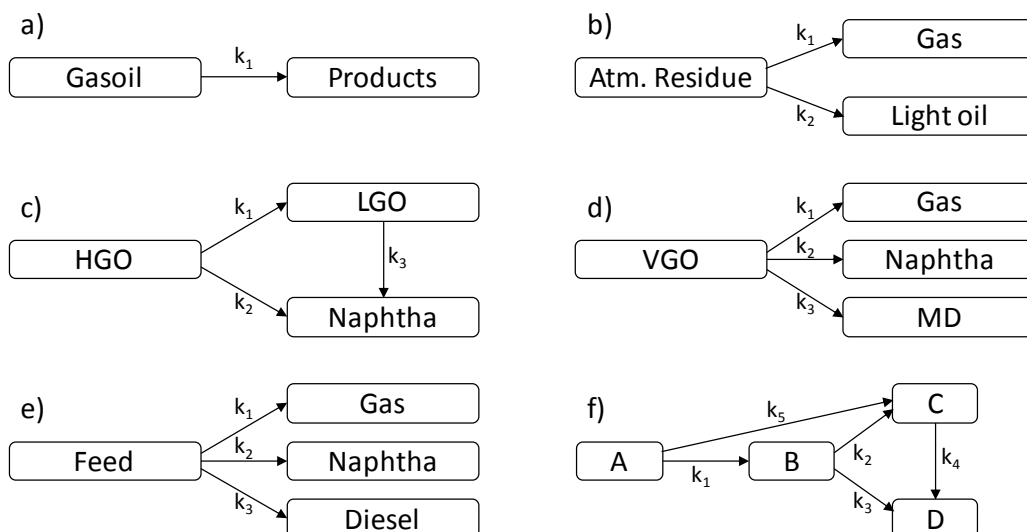 a)
k1
Gasoil
Products
b)
k1
Gas
Atm. Residue
k2
Light oil
c)
k1
LGO
HGO
k3
k2
Naphtha
d)
k1
Gas
VGO
k2
Naphtha
k3
MD
e)
k1
Gas
Feed
k2
Naphtha
k3
Diesel
f)
k5
C
A
k1
B
k2
k4
k3
D